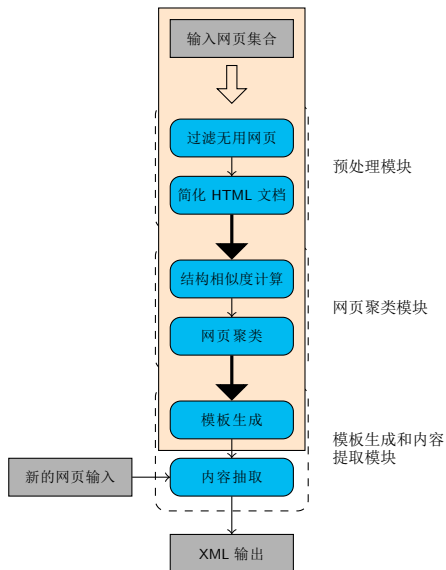 输入网页集合
过滤无用网页
预处理模块
简化 HTML 文档
结构相似度计算
网页聚类模块
网页聚类
模板生成
模板生成和内容
提取模块
新的网页输入
内容抽取
XML 输出